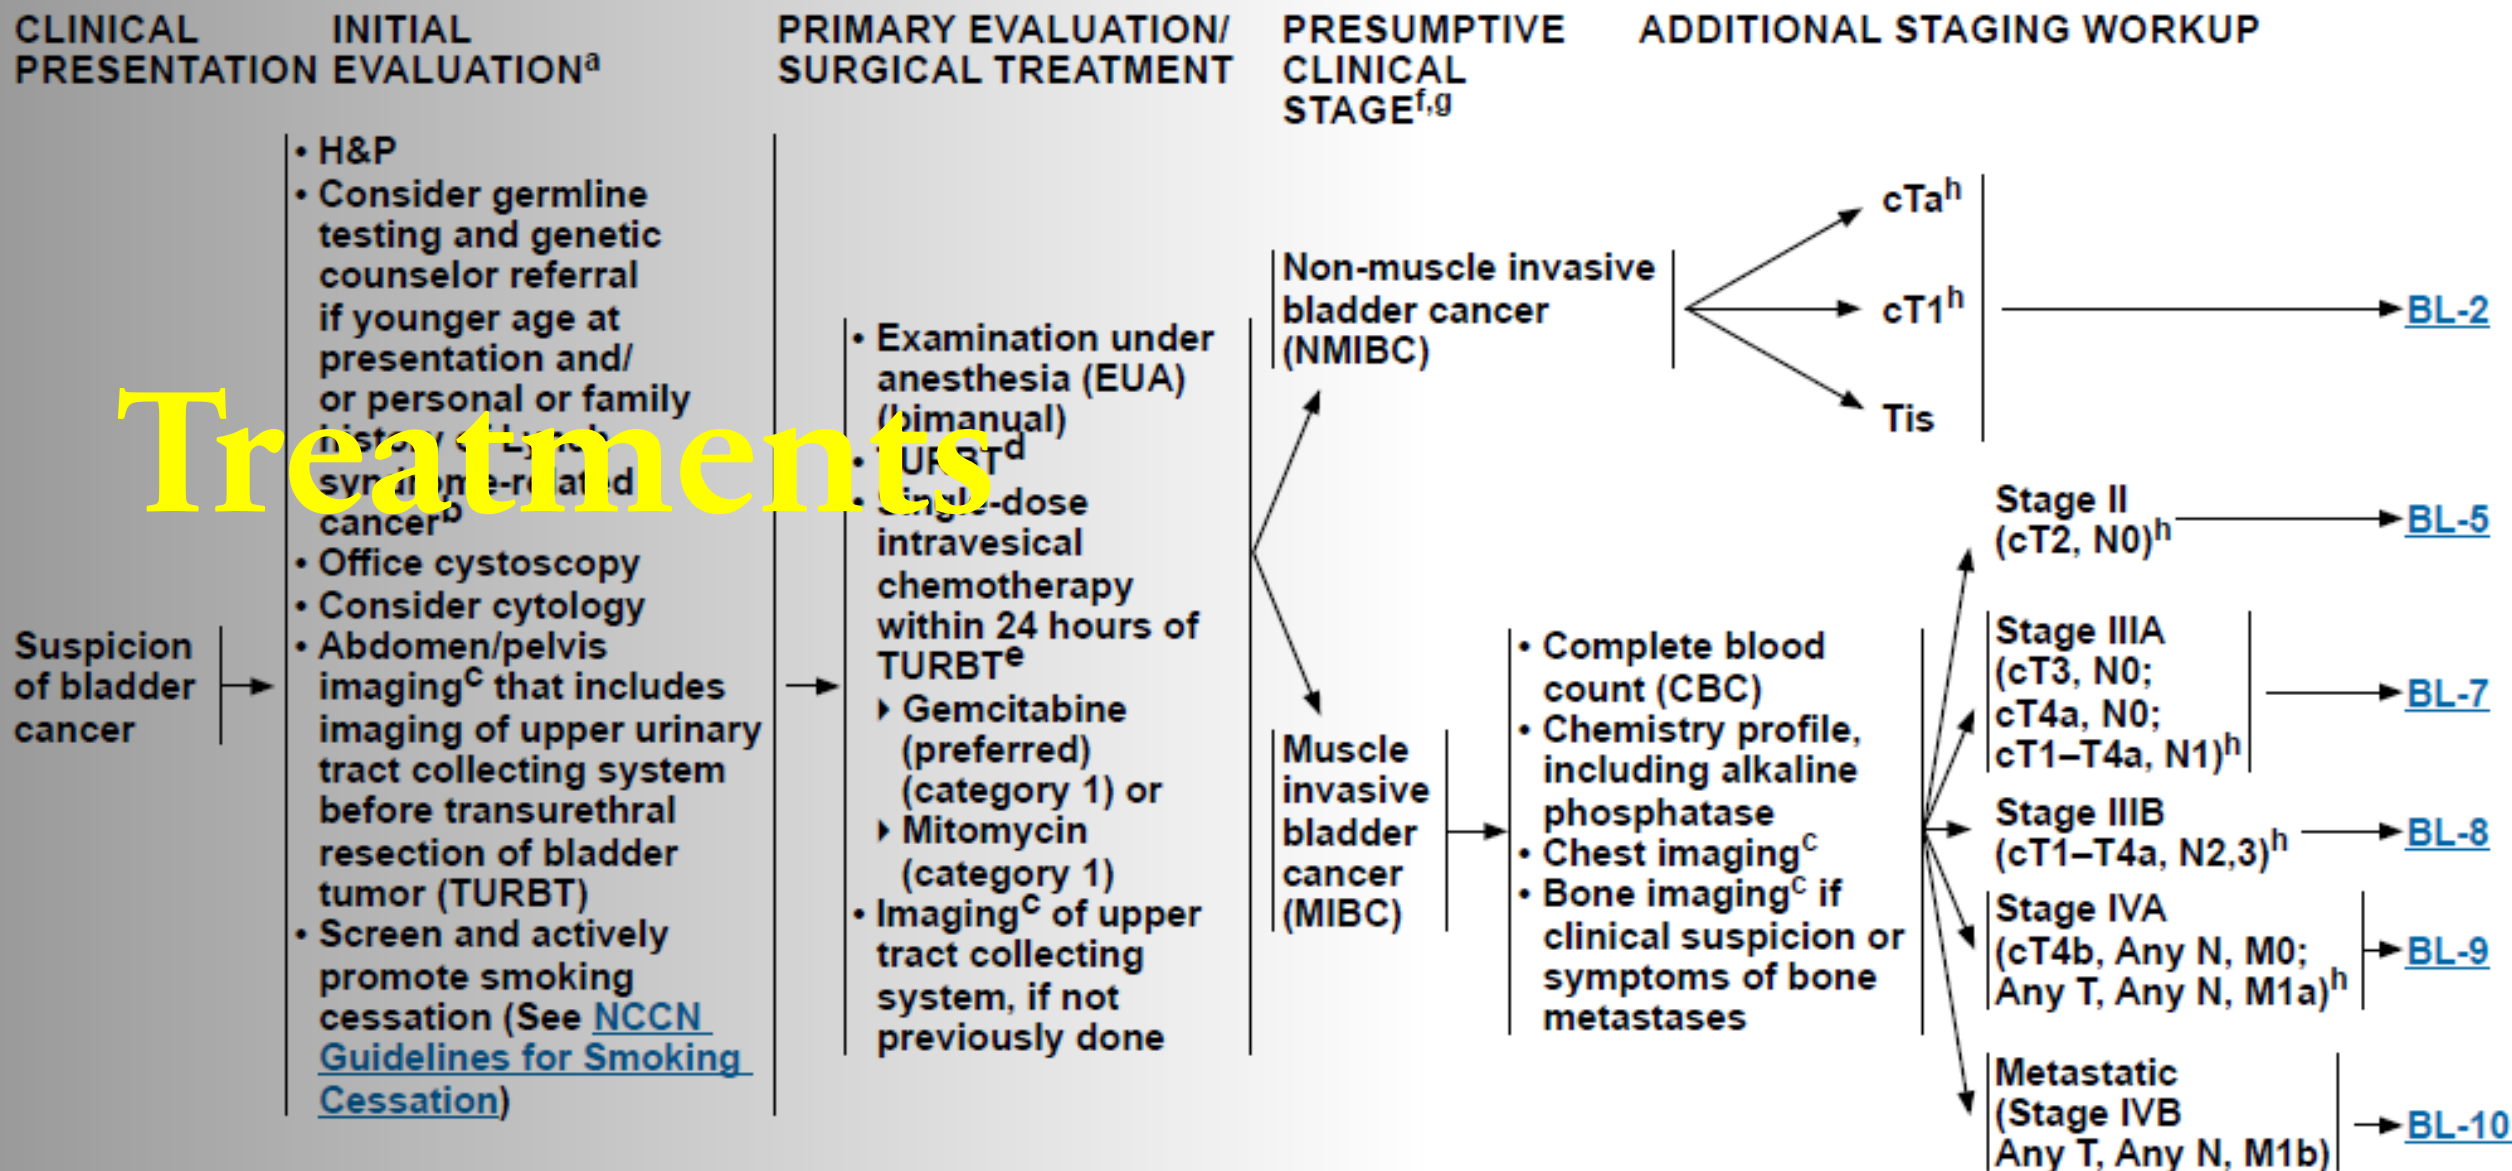 CLINICAL
PRESENTATION
INITIAL
EVALUATIONa
PRIMARY EVALUATION/
SURGICAL TREATMENT
PRESUMPTIVE
CLINICAL
STAGEf,g
ADDITIONAL STAGING WORKUP
Suspicion
of bladder
cancer
• H&P
• Consider germline
testing and genetic
counselor referral
if younger age at
presentation and/
or personal or family
history of Lynch
syndrome-related
cancerb
• Office cystoscopy
• Consider cytology
• Abdomen/pelvis
imagingc that includes
imaging of upper urinary
tract collecting system
before transurethral
resection of bladder
tumor (TURBT)
• Screen and actively
promote smoking
cessation (See NCCN
Guidelines for Smoking
Cessation)
Treatments
• Examination under
anesthesia (EUA)
(bimanual)
• TURBTd
• Single-dose
intravesical
chemotherapy
within 24 hours of
TURBTe
Gemcitabine
(preferred)
(category 1) or
Mitomycin
(category 1)
• Imagingc of upper
tract collecting
system, if not
previously done
Non-muscle invasive
bladder cancer
(NMIBC)
cTah
cT1h
Tis
BL-2
Muscle
invasive
bladder
cancer
(MIBC)
• Complete blood
count (CBC)
• Chemistry profile,
including alkaline
phosphatase
• Chest imagingc
• Bone imagingc if
clinical suspicion or
symptoms of bone
metastases
Stage II
(cT2, N0)h
BL-5
Stage IIIA
(cT3, N0;
cT4a, N0;
cT1–T4a, N1)h
BL-7
Stage IIIB
(cT1–T4a, N2,3)h
BL-8
Stage IVA
(cT4b, Any N, M0;
Any T, Any N, M1a)h
BL-9
Metastatic
(Stage IVB
Any T, Any N, M1b)
BL-10